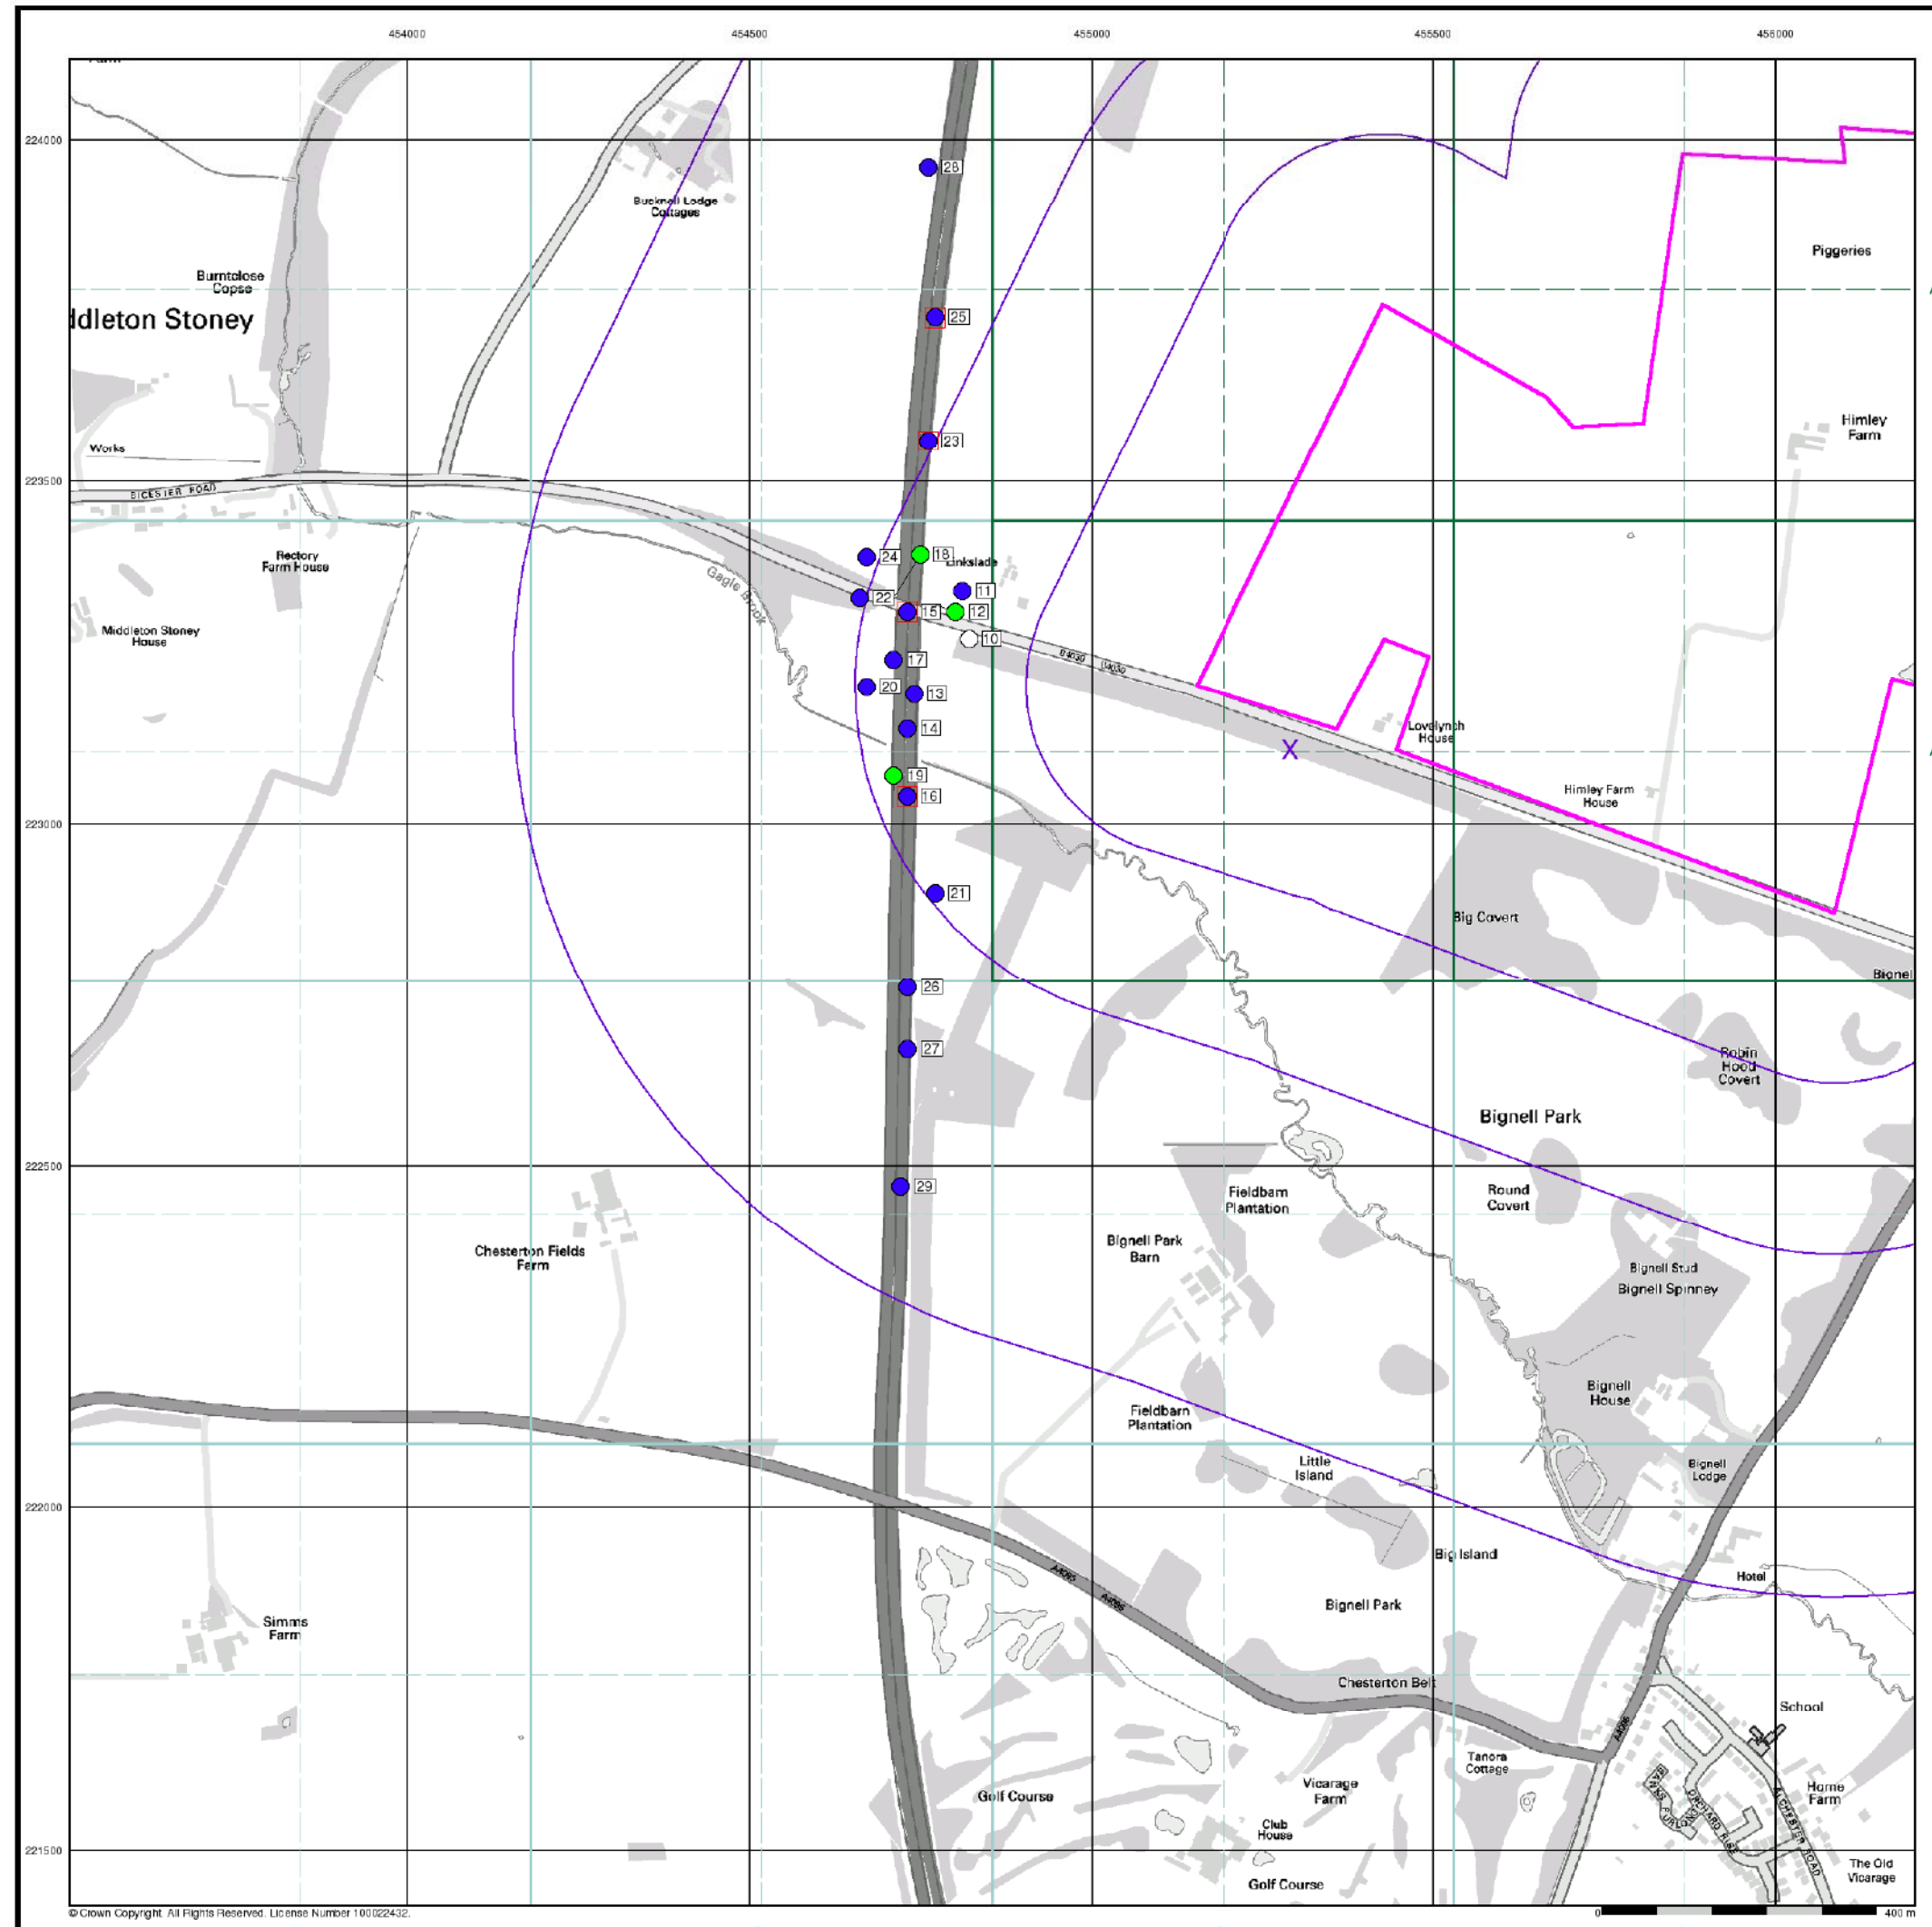 454000 454500 455000 455500 456000
224000
28
Bucknell Lodge
Cottages
Piggeries
Burntclose
Copse
ddleton Stoney
25
Himley
Farm
23
Works
223500
BICESTER ROAD
Rectory
Farm House
24
18
Linkslade
Gagle Brook
11
22
15
12
Middleton Stoney
House
10
17
B4030 B4030
20
13
14
Lovelynch
House
X
19
16
Himley Farm
House
223000
21
Big Covert
Bignel
26
27
Robin
Hood
Covert
Bignell Park
222500
29
Fieldbarn
Plantation
Round
Covert
Chesterton Fields
Farm
Bignell Park
Barn
Bignell Stud
Bignell Spinney
Bignell
House
Fieldbarn
Plantation
Little
Island
Bignell
Lodge
222000
Big Island
A4095
A4095
Hotel
Bignell Park
Simms
Farm
Chesterton Belt
School
A4095
Tanora
Cottage
Vicarage
Farm
Home
Farm
Golf Course
ORCHARD RISE
ALCHESTER ROAD
Club
House
221500
The Old
Vicarage
Golf Course
© Crown Copyright. All Rights Reserved. License Number 100022432.
0 400 m